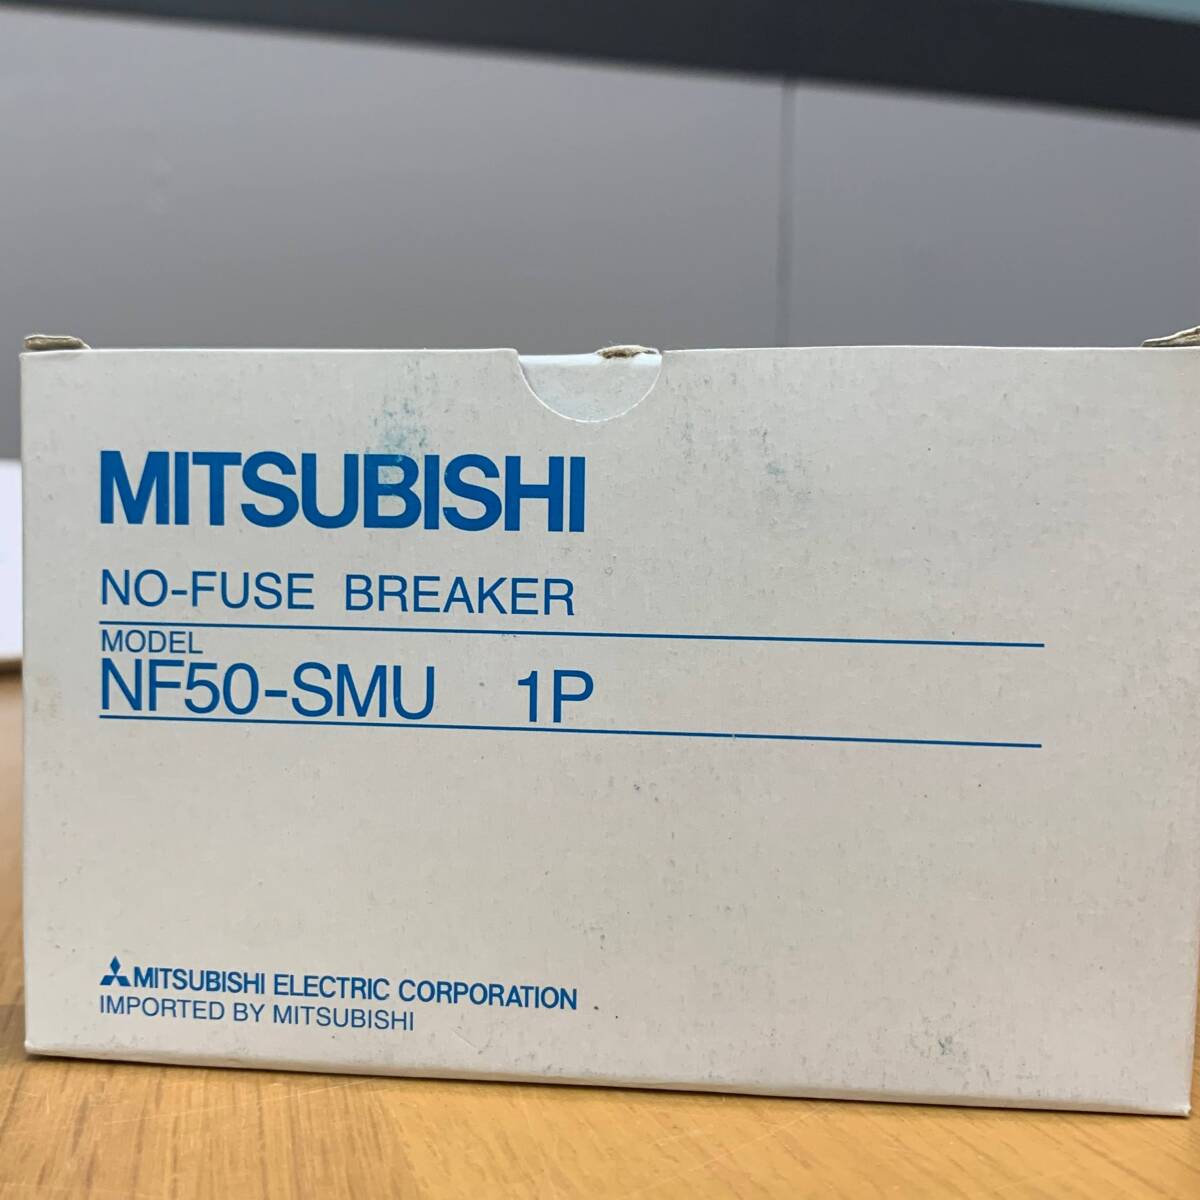 MITSUBISHI
NO-FUSE BREAKER
MODEL
NF50-SMU 1P
MITSUBISHI ELECTRIC CORPORATION
IMPORTED BY MITSUBISHI